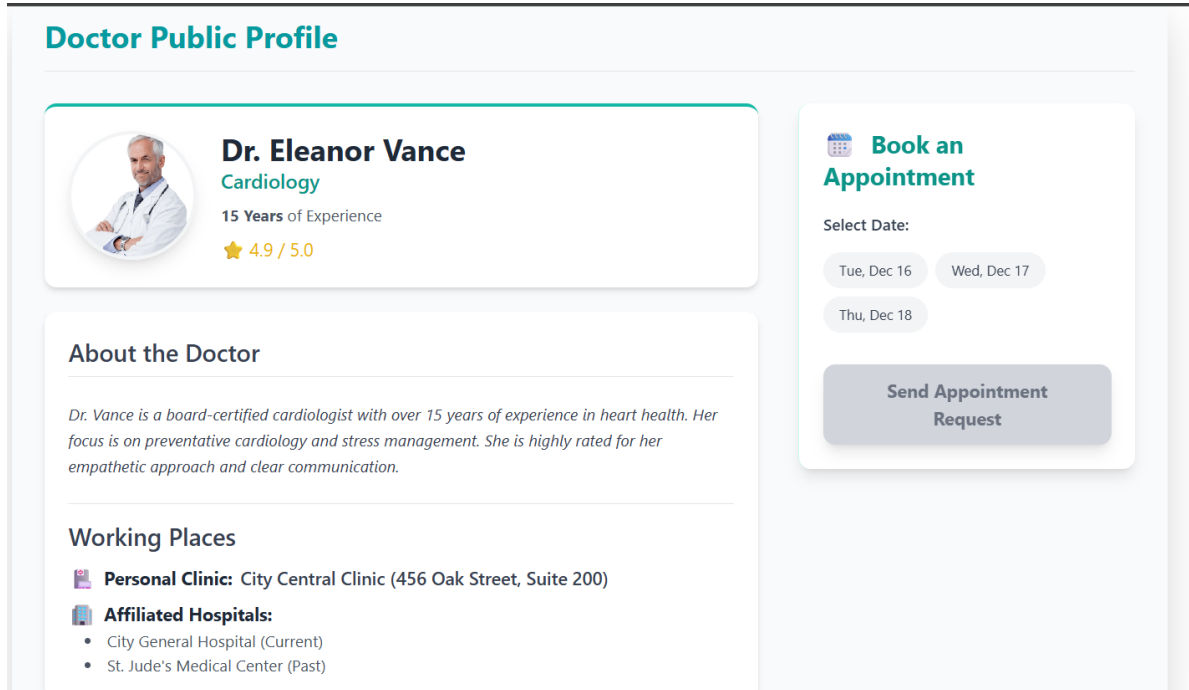 Doctor Public Profile
Dr. Eleanor Vance
Cardiology
15 Years of Experience
4.9 / 5.0
About the Doctor
Dr. Vance is a board-certified cardiologist with over 15 years of experience in heart health. Her
focus is on preventative cardiology and stress management. She is highly rated for her
empathetic approach and clear communication.
Working Places
Personal Clinic: City Central Clinic (456 Oak Street, Suite 200)
Affiliated Hospitals:
• City General Hospital (Current)
• St. Jude's Medical Center (Past)
Book an
Appointment
Select Date:
Tue, Dec 16
Wed, Dec 17
Thu, Dec 18
Send Appointment
Request